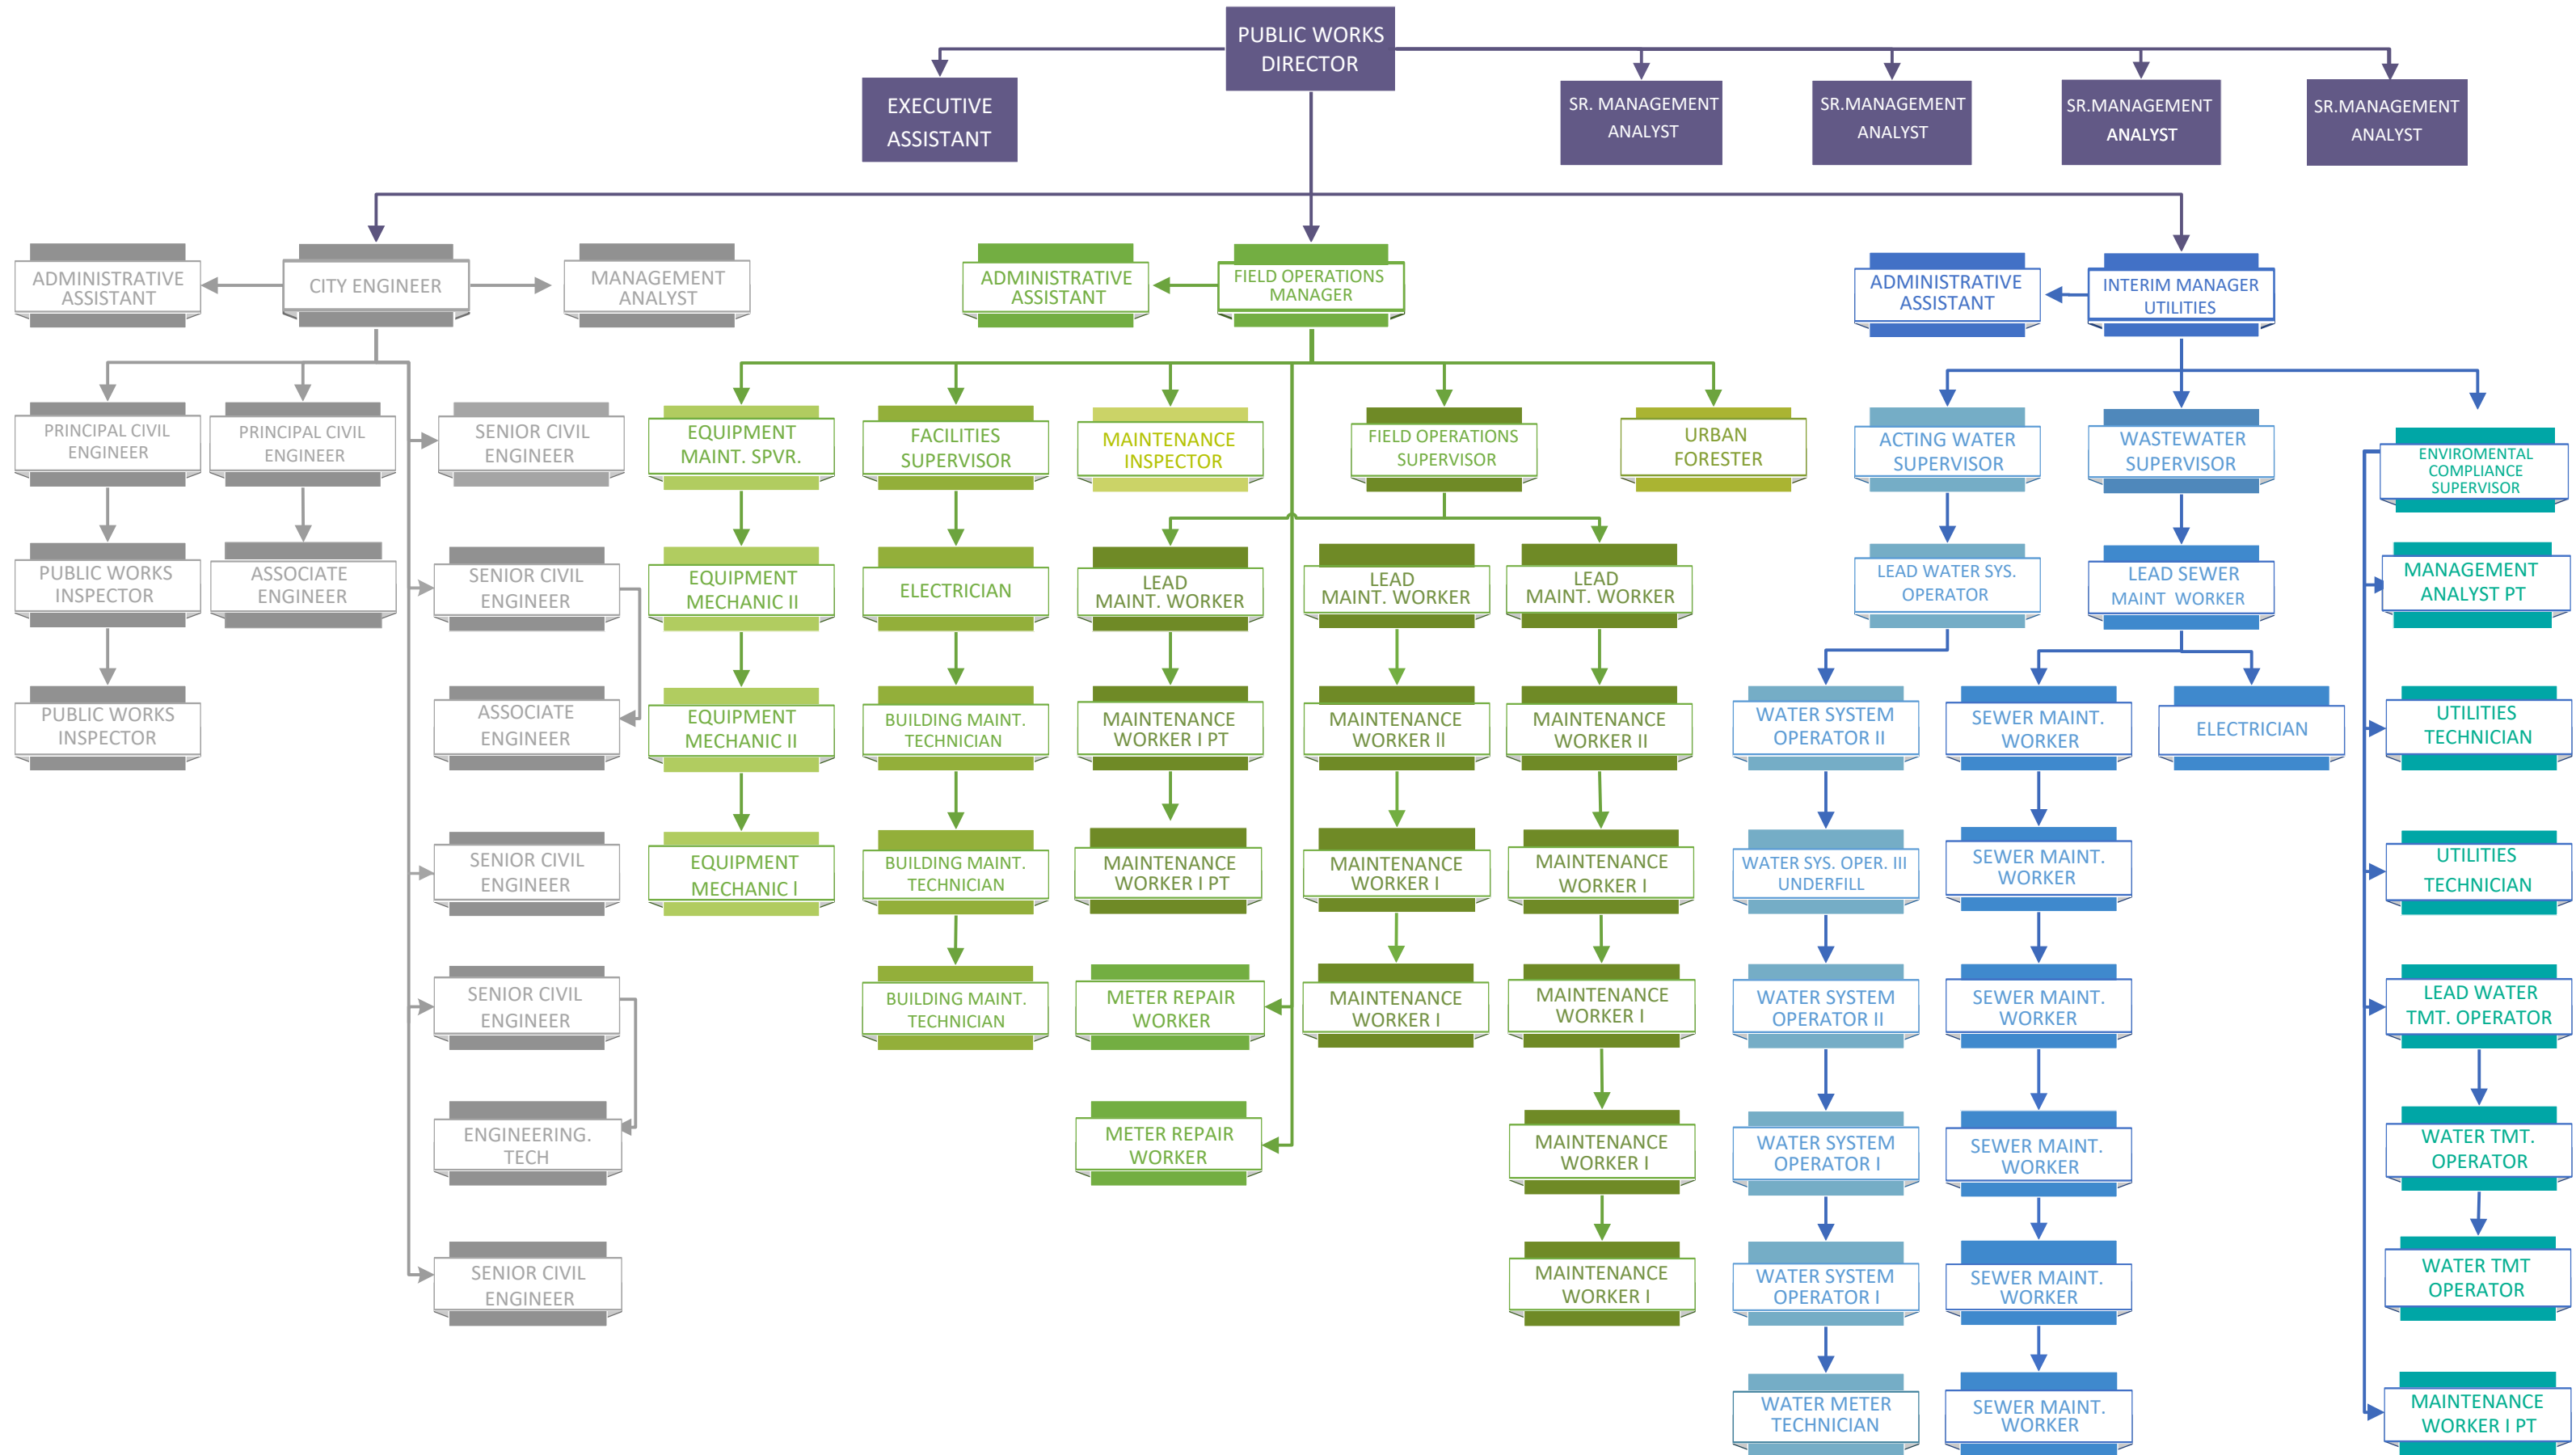 PUBLIC WORKS
DIRECTOR
EXECUTIVE
ASSISTANT
SR. MANAGEMENT
ANALYST
SR.MANAGEMENT
ANALYST
SR.MANAGEMENT
ANALYST
SR.MANAGEMENT
ANALYST
ADMINISTRATIVE
ASSISTANT
CITY ENGINEER
MANAGEMENT
ANALYST
ADMINISTRATIVE
ASSISTANT
FIELD OPERATIONS
MANAGER
ADMINISTRATIVE
ASSISTANT
INTERIM MANAGER
UTILITIES
PRINCIPAL CIVIL
ENGINEER
PRINCIPAL CIVIL
ENGINEER
SENIOR CIVIL
ENGINEER
EQUIPMENT
MAINT. SPVR.
FACILITIES
SUPERVISOR
MAINTENANCE
INSPECTOR
FIELD OPERATIONS
SUPERVISOR
URBAN
FORESTER
ACTING WATER
SUPERVISOR
WASTEWATER
SUPERVISOR
ENVIROMENTAL
COMPLIANCE
SUPERVISOR
PUBLIC WORKS
INSPECTOR
ASSOCIATE
ENGINEER
SENIOR CIVIL
ENGINEER
EQUIPMENT
MECHANIC II
ELECTRICIAN
LEAD
MAINT. WORKER
LEAD
MAINT. WORKER
LEAD
MAINT. WORKER
LEAD WATER SYS.
OPERATOR
LEAD SEWER
MAINT WORKER
MANAGEMENT
ANALYST PT
PUBLIC WORKS
INSPECTOR
ASSOCIATE
ENGINEER
EQUIPMENT
MECHANIC II
BUILDING MAINT.
TECHNICIAN
MAINTENANCE
WORKER I PT
MAINTENANCE
WORKER ll
MAINTENANCE
WORKER II
WATER SYSTEM
OPERATOR II
SEWER MAINT.
WORKER
ELECTRICIAN
UTILITIES
TECHNICIAN
SENIOR CIVIL
ENGINEER
EQUIPMENT
MECHANIC l
BUILDING MAINT.
TECHNICIAN
MAINTENANCE
WORKER I PT
MAINTENANCE
WORKER I
MAINTENANCE
WORKER I
WATER SYS. OPER. III
UNDERFILL
SEWER MAINT.
WORKER
UTILITIES
TECHNICIAN
SENIOR CIVIL
ENGINEER
BUILDING MAINT.
TECHNICIAN
METER REPAIR
WORKER
MAINTENANCE
WORKER I
MAINTENANCE
WORKER I
WATER SYSTEM
OPERATOR II
SEWER MAINT.
WORKER
LEAD WATER
TMT. OPERATOR
ENGINEERING.
TECH
METER REPAIR
WORKER
MAINTENANCE
WORKER I
WATER SYSTEM
OPERATOR I
SEWER MAINT.
WORKER
WATER TMT.
OPERATOR
SENIOR CIVIL
ENGINEER
MAINTENANCE
WORKER I
WATER SYSTEM
OPERATOR I
SEWER MAINT.
WORKER
WATER TMT
OPERATOR
WATER METER
TECHNICIAN
SEWER MAINT.
WORKER
MAINTENANCE
WORKER I PT